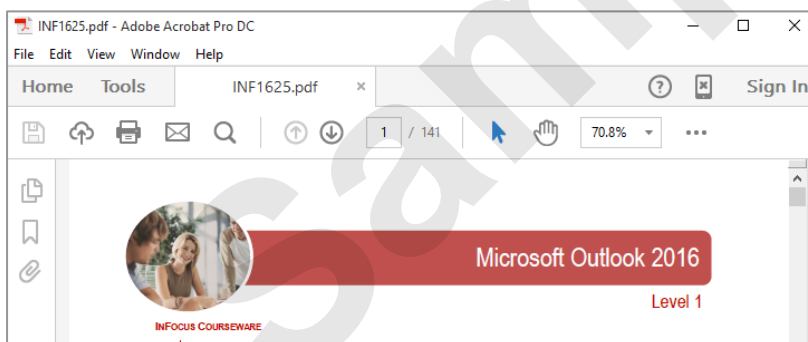 INF1625.pdf - Adobe Acrobat Pro DC
File Edit View Window Help
Home Tools INF1625.pdf × ? Sign In
1 / 141 70.8%
Microsoft Outlook 2016
Level 1
INFOCUS COURSEWARE
Sam